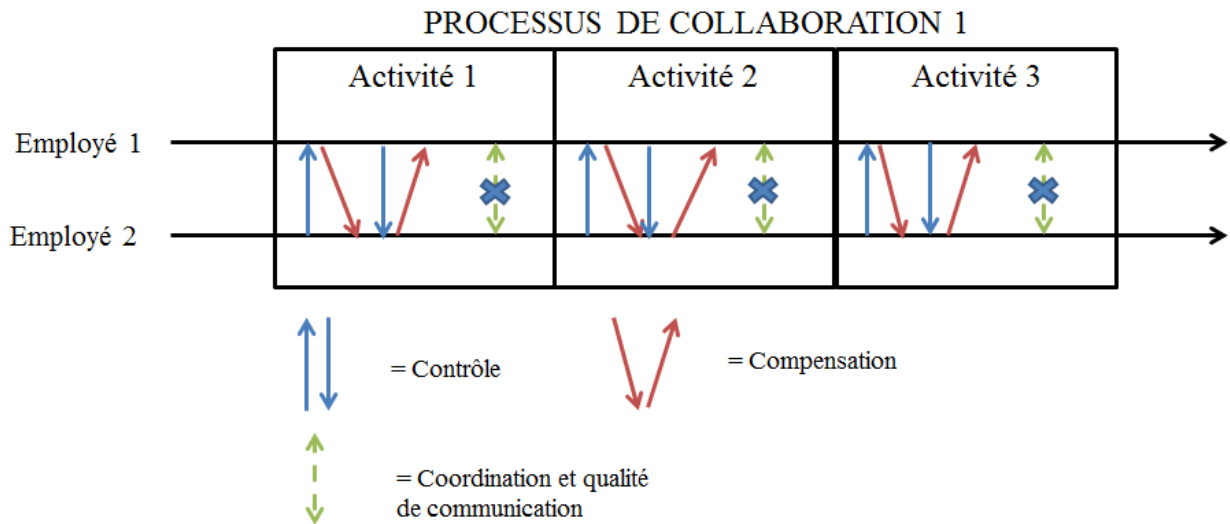 PROCESSUS DE COLLABORATION 1
Activité 1
Activité 2
Activité 3
Employé 1
Employé 2
= Contrôle
= Compensation
= Coordination et qualité
de communication